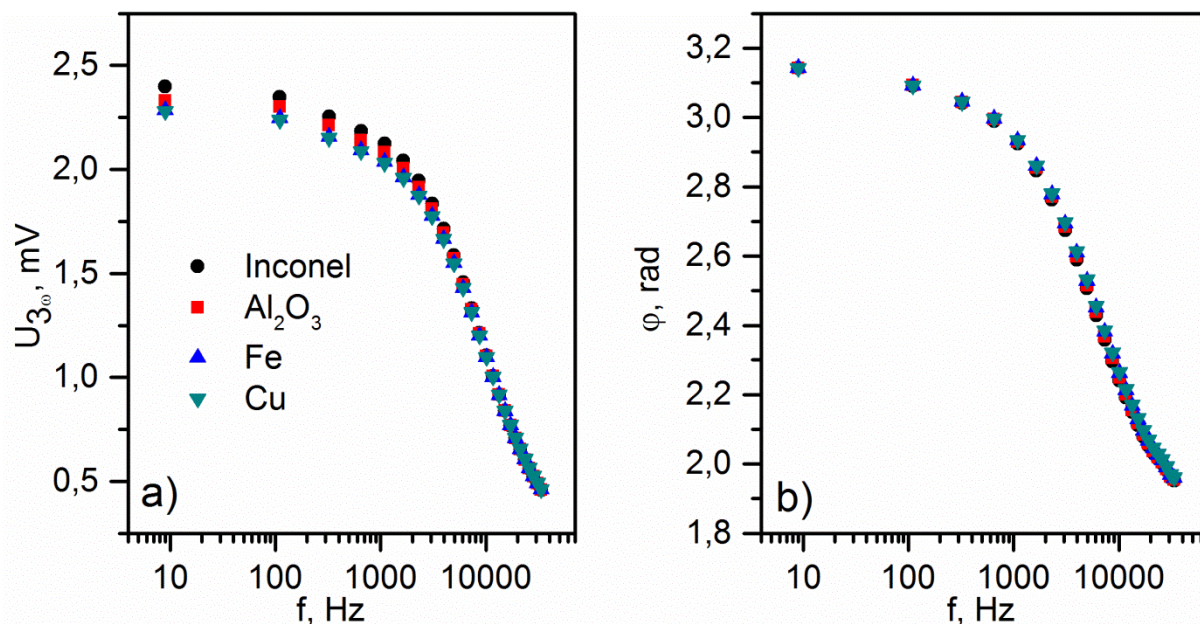 2,5
2,0
1,5
1,0
0,5
U3ω, mV
Inconel
Al2O3
Fe
Cu
a)
10 100 1000 10000
f, Hz
3,2
3,0
2,8
2,6
2,4
2,2
2,0
1,8
φ, rad
b)
10 100 1000 10000
f, Hz